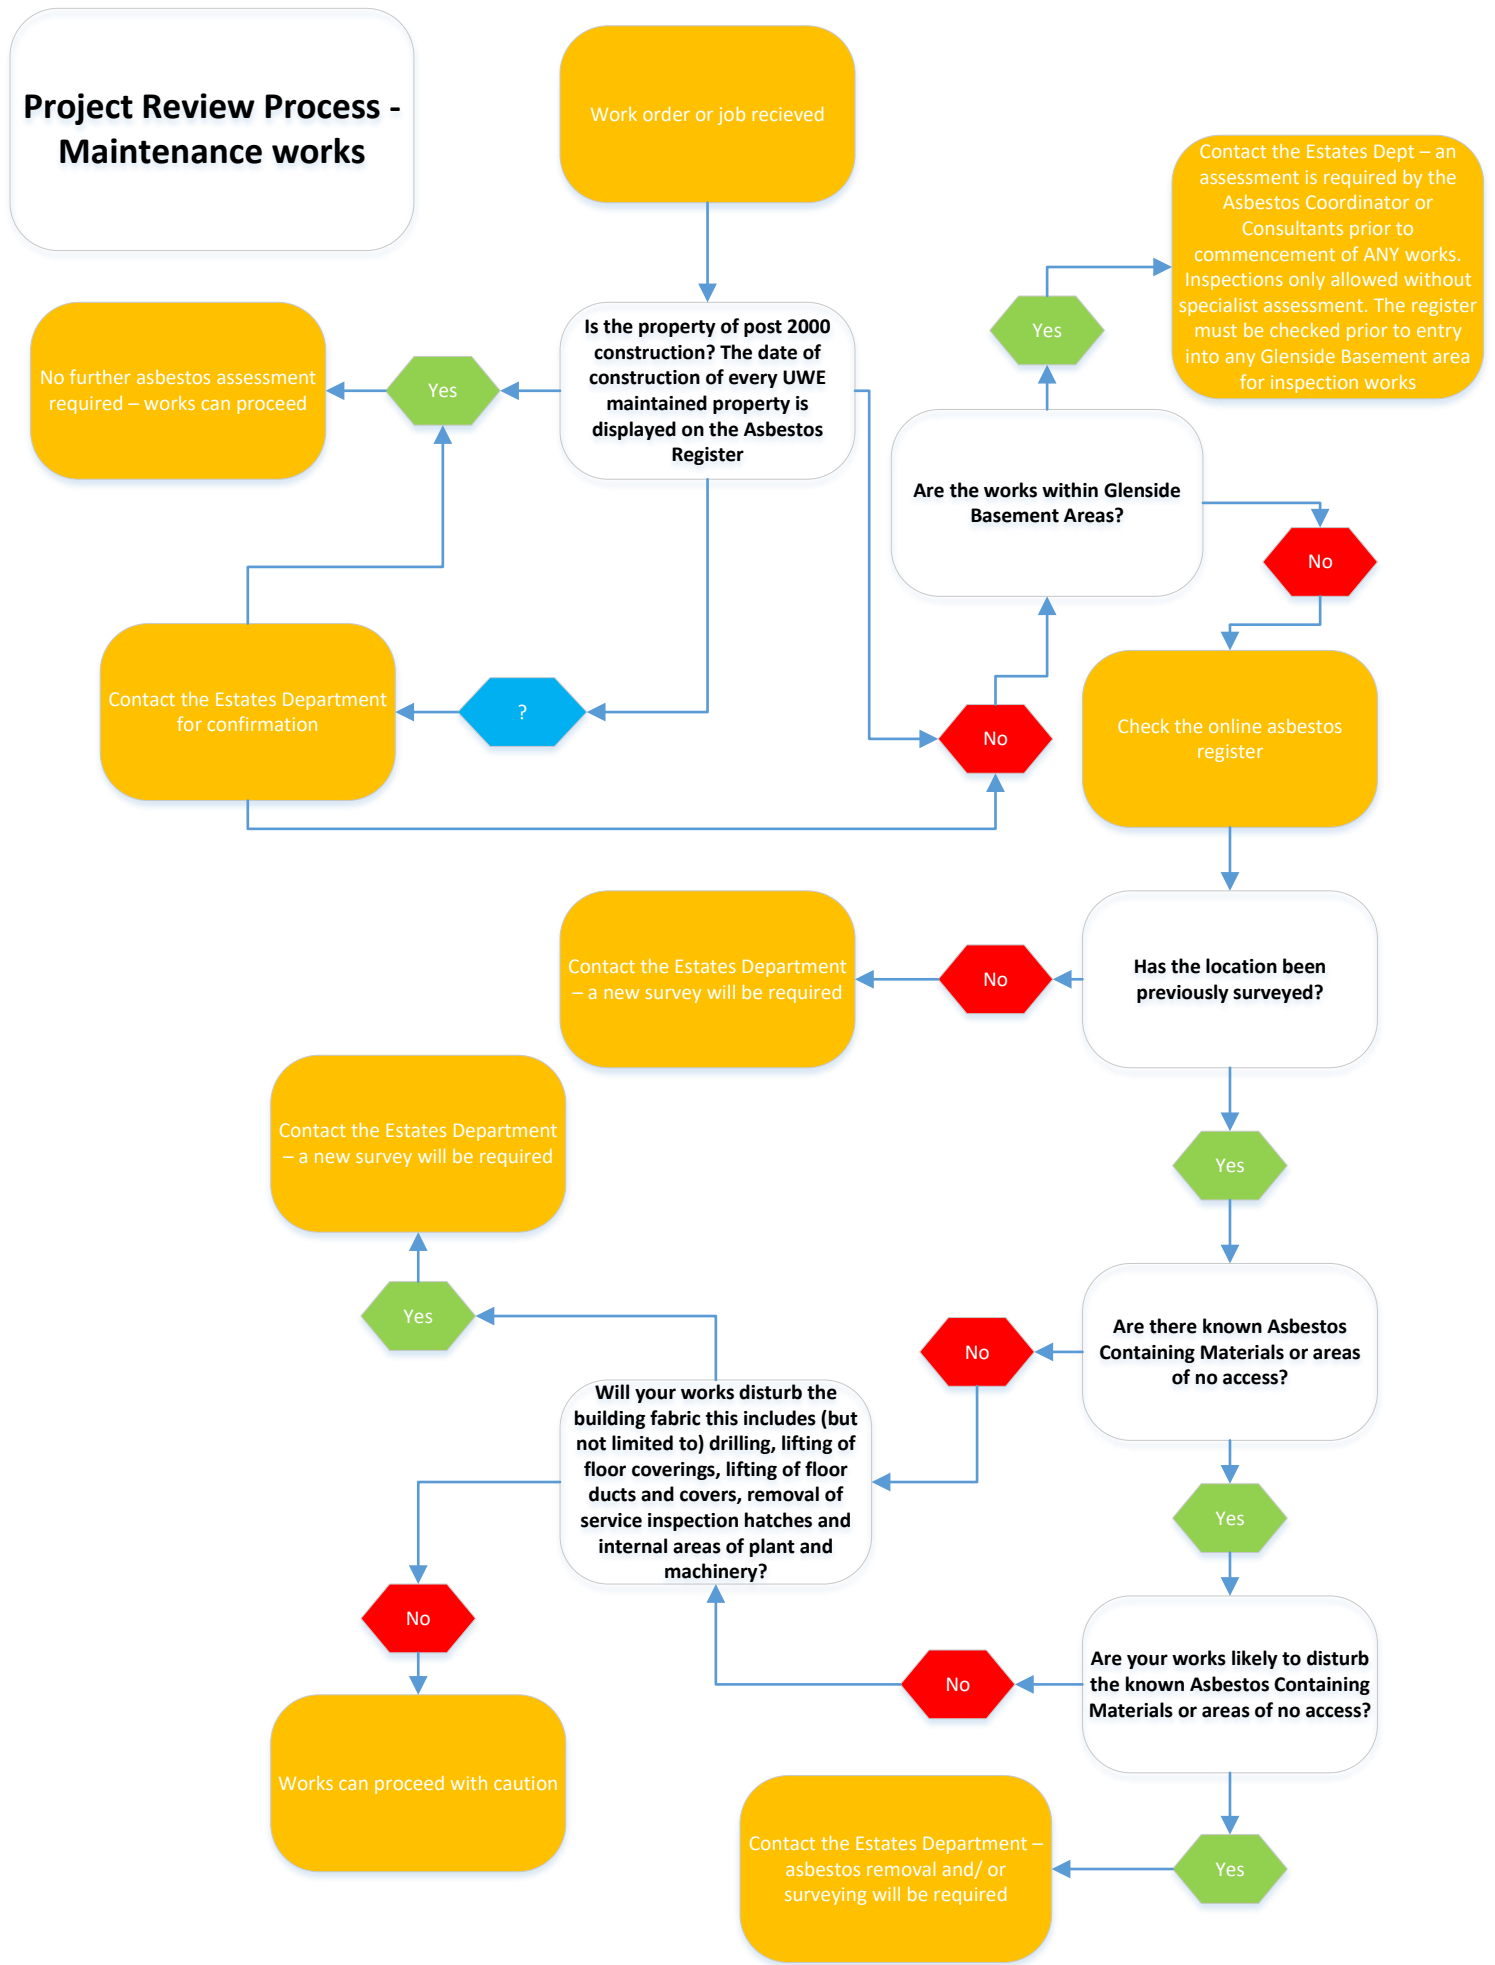 Project Review Process -
Maintenance works
Work order or job recieved
Contact the Estates Dept – an
assessment is required by the
Asbestos Coordinator or
Consultants prior to
commencement of ANY works.
Inspections only allowed without
specialist assessment. The register
must be checked prior to entry
into any Glenside Basement area
for inspection works
Yes
Is the property of post 2000
construction? The date of
construction of every UWE
maintained property is
displayed on the Asbestos
Register
Yes
No further asbestos assessment
required – works can proceed
Are the works within Glenside
Basement Areas?
No
Contact the Estates Department
for confirmation
?
No
Check the online asbestos
register
Has the location been
previously surveyed?
No
Contact the Estates Department
– a new survey will be required
Yes
Contact the Estates Department
– a new survey will be required
Yes
Are there known Asbestos
Containing Materials or areas
of no access?
No
Will your works disturb the
building fabric this includes (but
not limited to) drilling, lifting of
floor coverings, lifting of floor
ducts and covers, removal of
service inspection hatches and
internal areas of plant and
machinery?
Yes
No
Are your works likely to disturb
the known Asbestos Containing
Materials or areas of no access?
No
Works can proceed with caution
Contact the Estates Department –
asbestos removal and/ or
surveying will be required
Yes